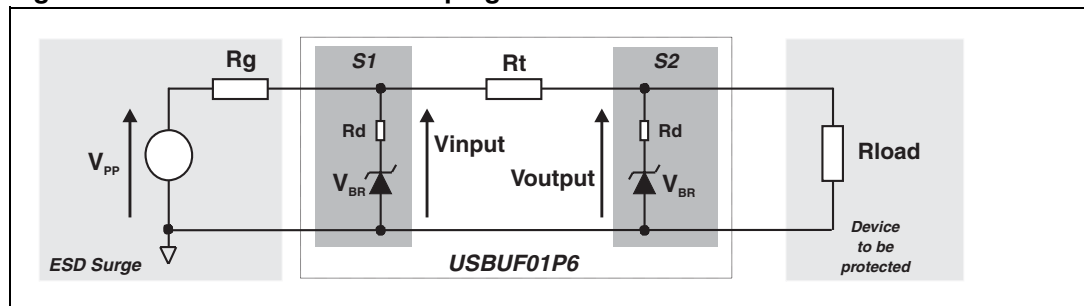 Rg
S1
Rt
S2
Rd
Rd
Vinput
Rload
VPP
VBR
Voutput
VBR
Device
to be
protected
ESD Surge
USBUF01P6